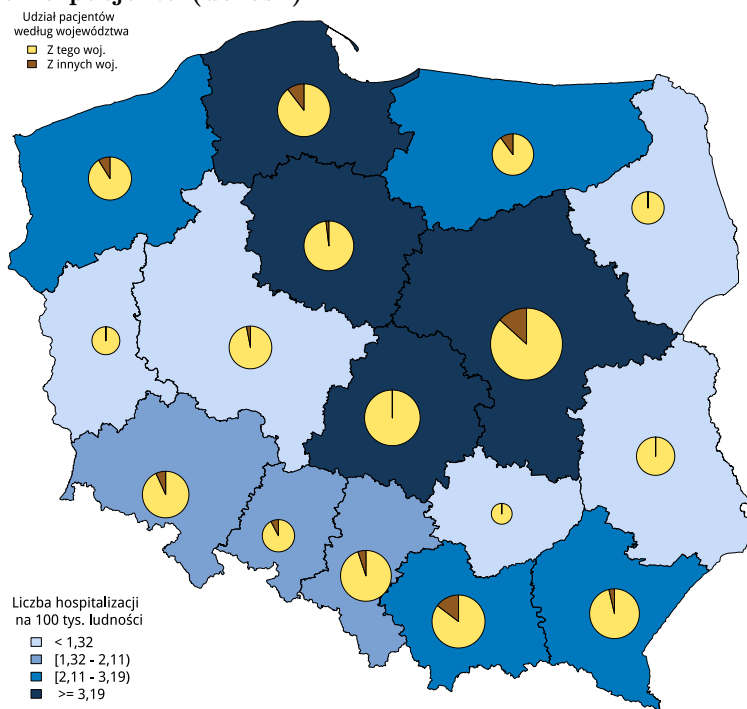 Udział pacjentów
według województwa
Z tego woj.
Z innych woj.
Liczba hospitalizacji
na 100 tys. ludności
< 1,32
[1,32 - 2,11)
[2,11 - 3,19)
>= 3,19